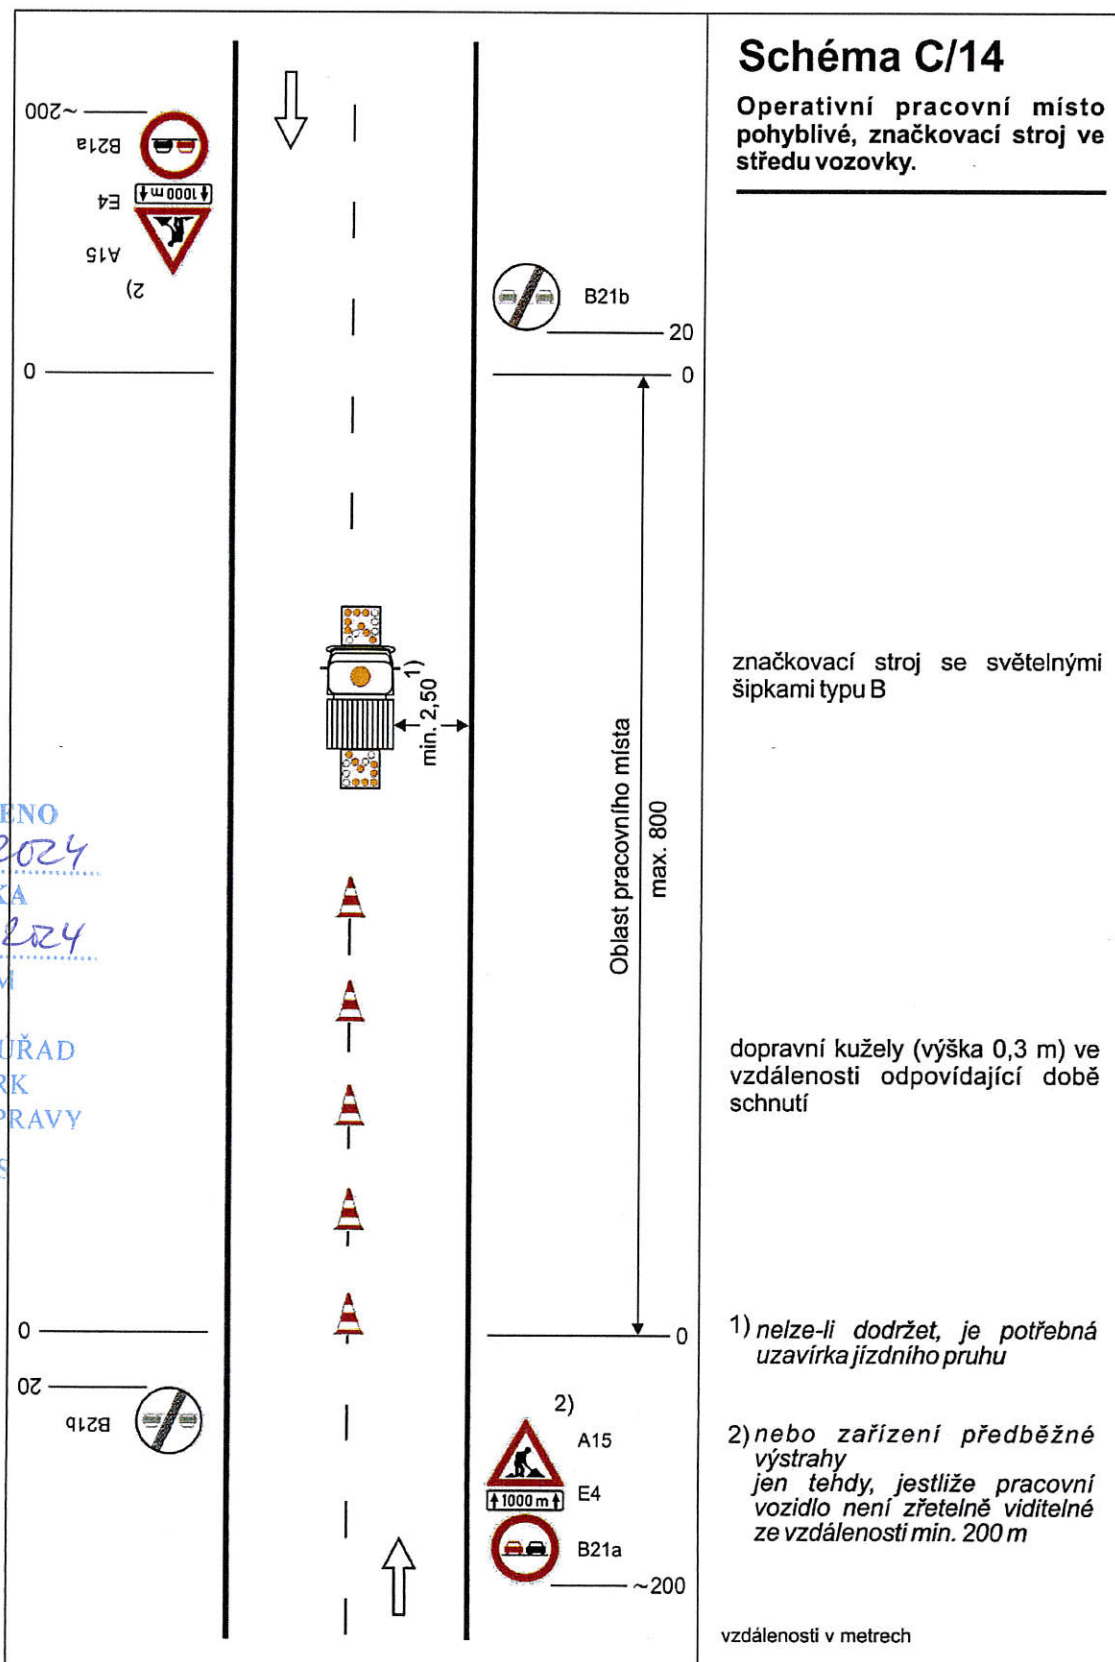 Schéma C/14
Operativní pracovní místo
pohyblivé, značkovací stroj ve
středu vozovky.
~200
B21a
1000 m
E4
A15
2)
B21b
20
0
0
1)
min. 2,50
značkovací stroj se světelnými
šipkami typu B
Oblast pracovního místa
max. 800
2024
2024
ÚŘAD
dopravní kužely (výška 0,3 m) ve
vzdálenosti odpovídající době
schnutí
0
0
20
B21b
2)
A15
1000 m
E4
B21a
~200
1) nelze-li dodržet, je potřebná
uzavírka jízdního pruhu
2) nebo zařízení předběžné
výstrahy
jen tehdy, jestliže pracovní
vozidlo není zřetelně viditelné
ze vzdálenosti min. 200 m
vzdálenosti v metrech